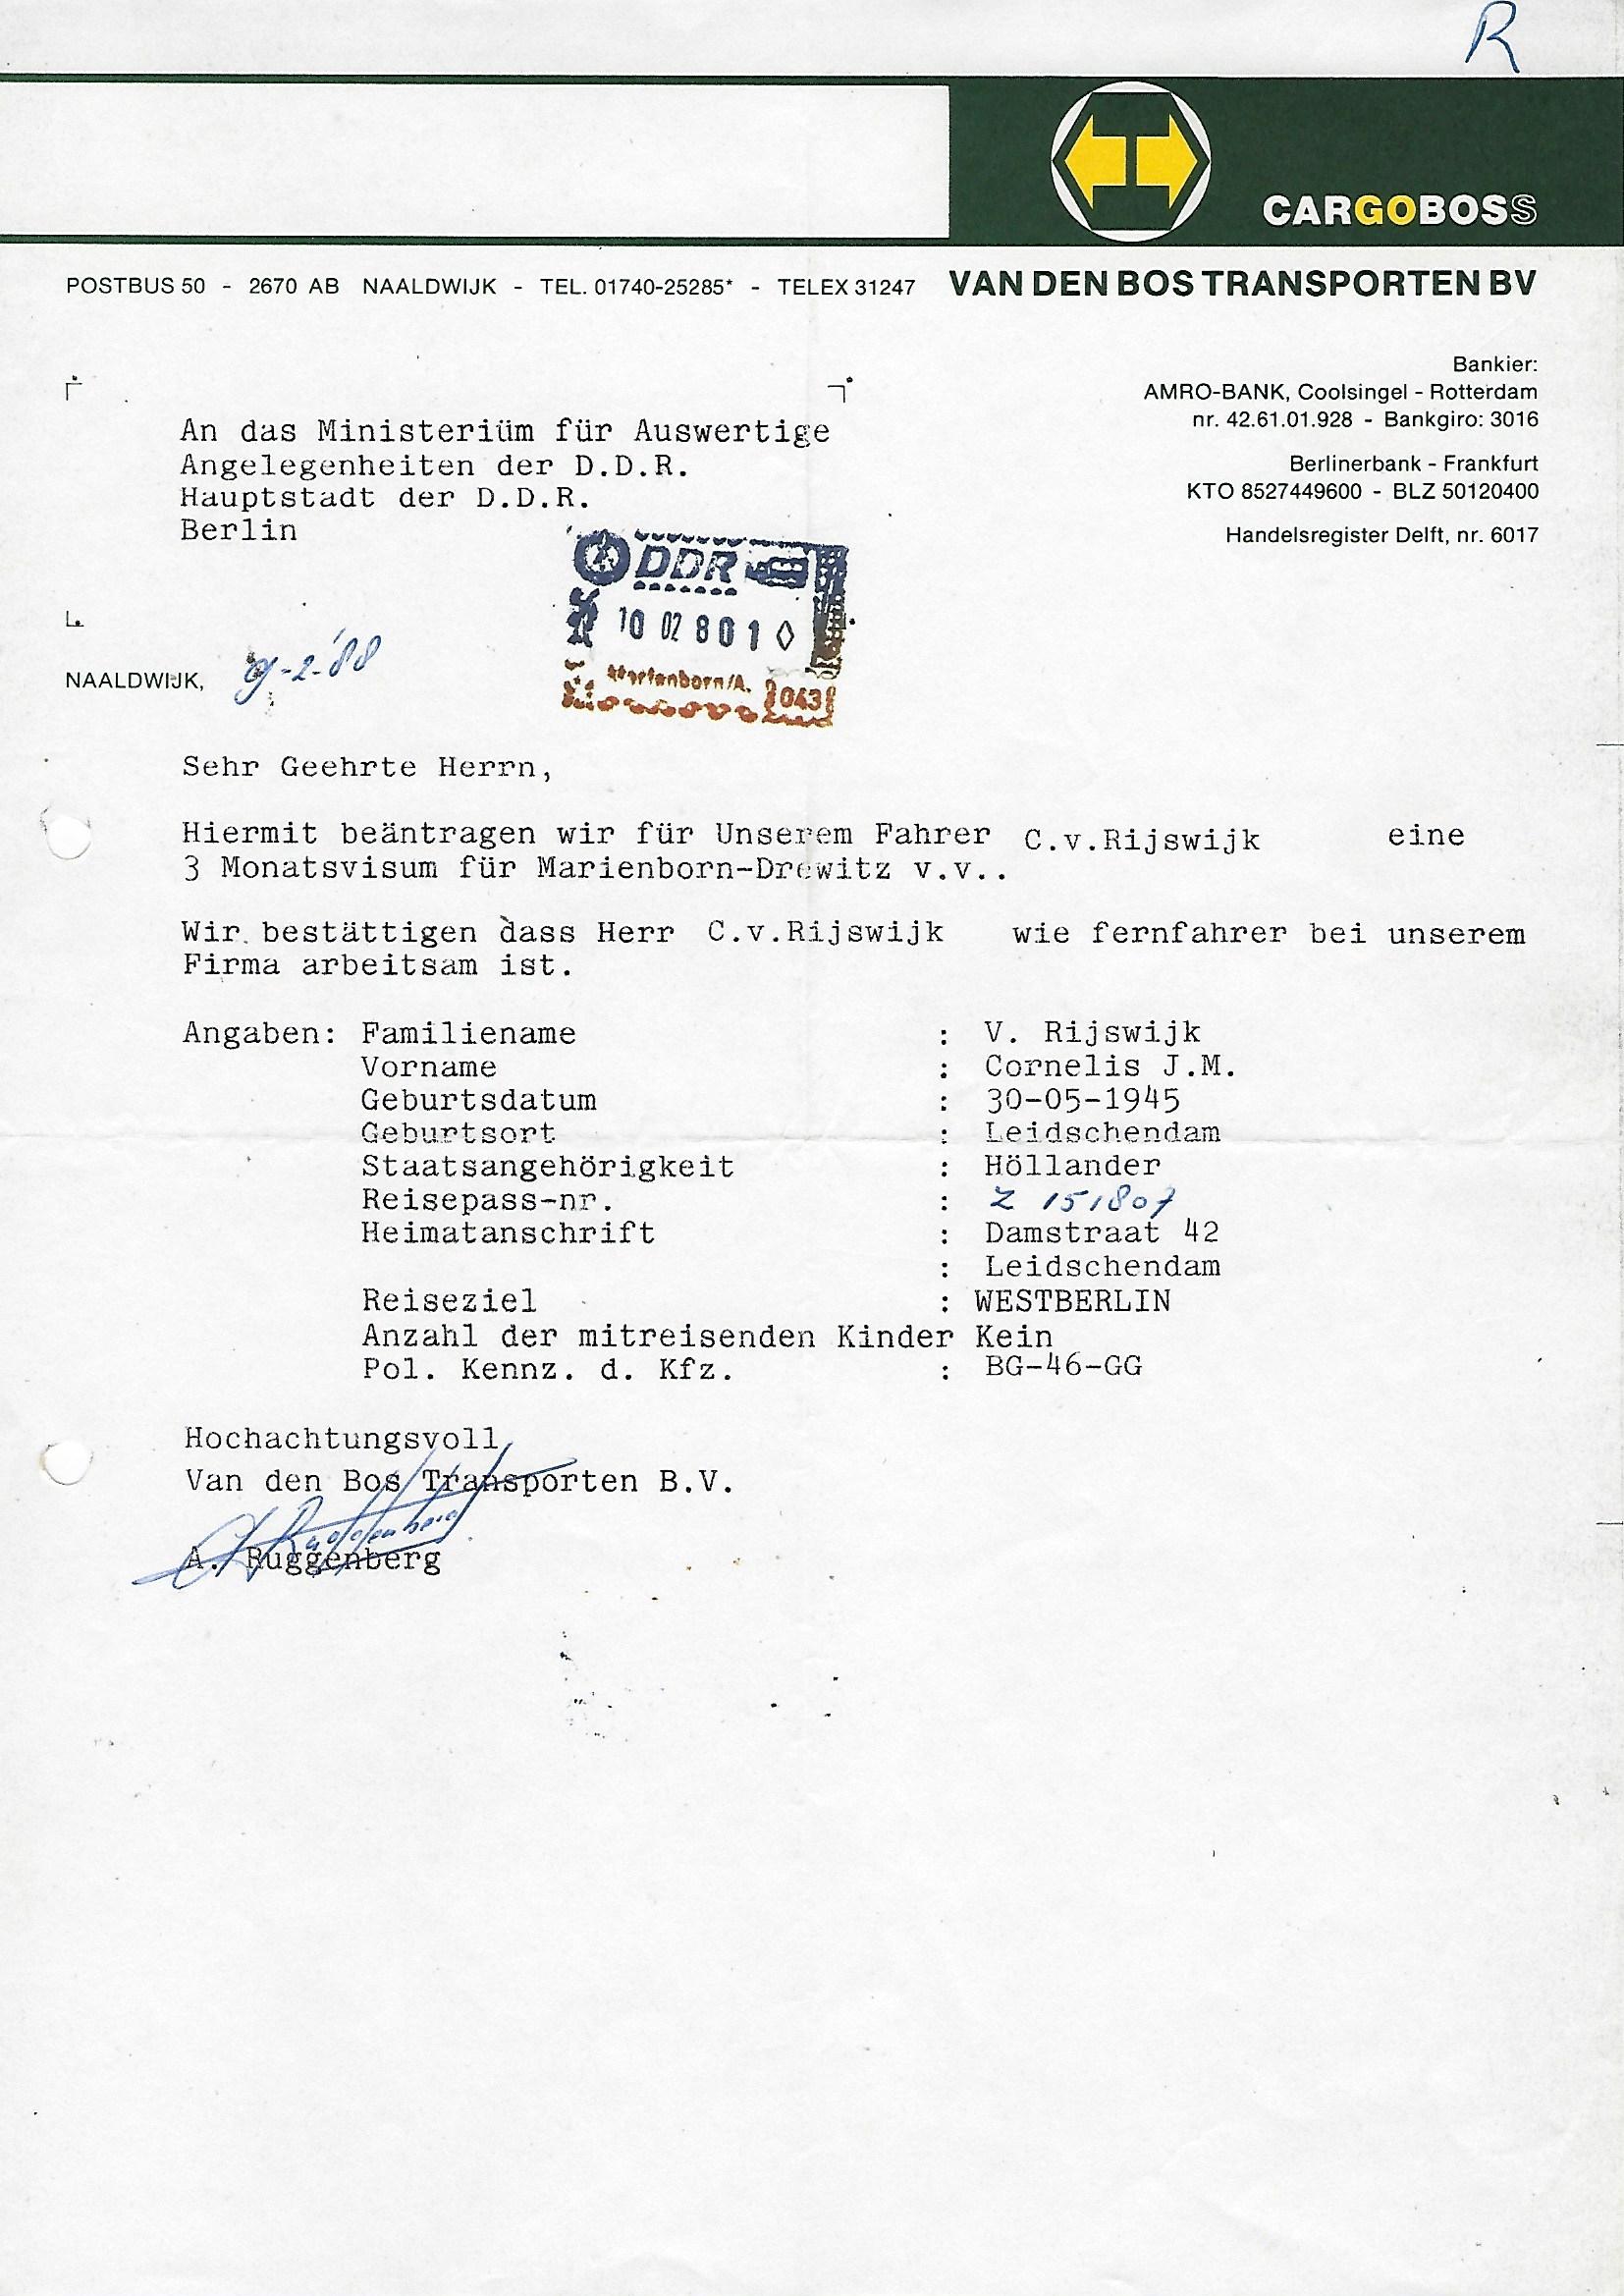 R
CARGOBOSS
POSTBUS 50 - 2670 AB NAALDWIJK - TEL. 01740-25285* - TELEX 31247 VAN DEN BOS TRANSPORTEN BV
Bankier:
AMRO-BANK, Coolsingel - Rotterdam
nr. 42.61.01.928 - Bankgiro: 3016
Berlinerbank - Frankfurt
KTO 8527449600 - BLZ 50120400
Handelsregister Delft, nr. 6017
An das Ministeriüm für Auswertige
Angelegenheiten der D.D.R.
Hauptstadt der D.D.R.
Berlin
DDR
10 02 8801 ◊
Marienborn/A. 043
NAALDWIJK, 9-2-'88
Sehr Geehrte Herrn,
Hiermit beäntragen wir für Unserem Fahrer C.v.Rijswijk eine
3 Monatsvisum für Marienborn-Drewitz v.v..
Wir bestättigen dass Herr C.v.Rijswijk wie fernfahrer bei unserem
Firma arbeitsam ist.
Angaben: Familiename : V. Rijswijk
Vorname : Cornelis J.M.
Geburtsdatum : 30-05-1945
Geburtsort : Leidschendam
Staatsangehörigkeit : Höllander
Reisepass-nr. : Z 151807
Heimatanschrift : Damstraat 42
: Leidschendam
Reiseziel : WESTBERLIN
Anzahl der mitreisenden Kinder Kein
Pol. Kennz. d. Kfz. : BG-46-GG
Hochachtungsvoll,
Van den Bos Transporten B.V.
A. Ruggenberg